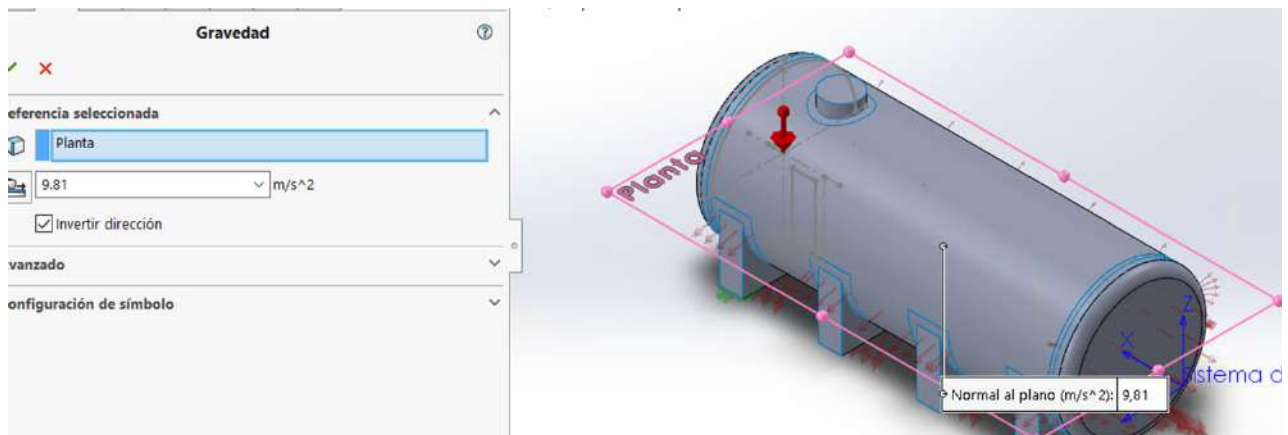 Gravedad
eferencia seleccionada
Planta
9.81
m/s^2
Invertir dirección
vanzado
onfiguración de símbolo
Planta
Z
X
Sistema d
Normal al plano (m/s^2): 9,81